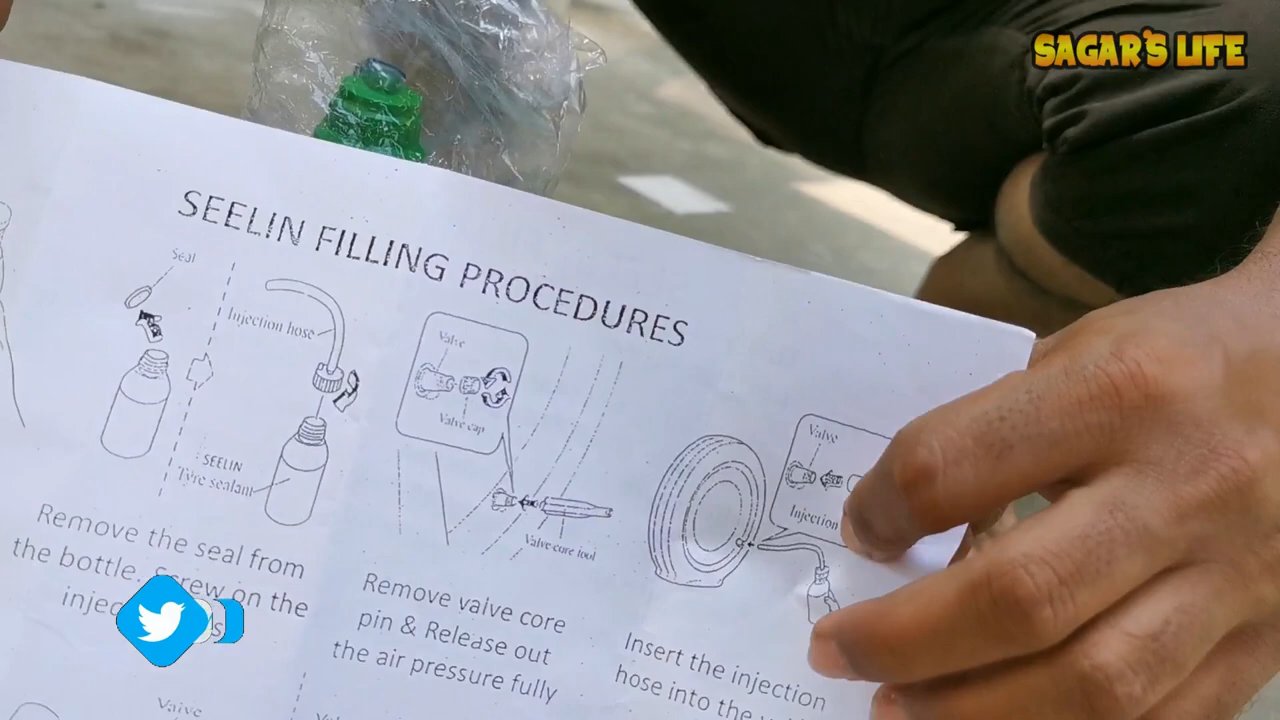 SAGAR'S LIFE
SEELIN FILLING PROCEDURES
Seal
Injection hose
SEELIN
Tyre sealant
Remove the seal from
the bottle. Screw on the
Valve
Valve cap
Valve core tool
Remove valve core
pin & Release out
the air pressure fully
Valve
Injection
Insert the injection
hose into the
Valve